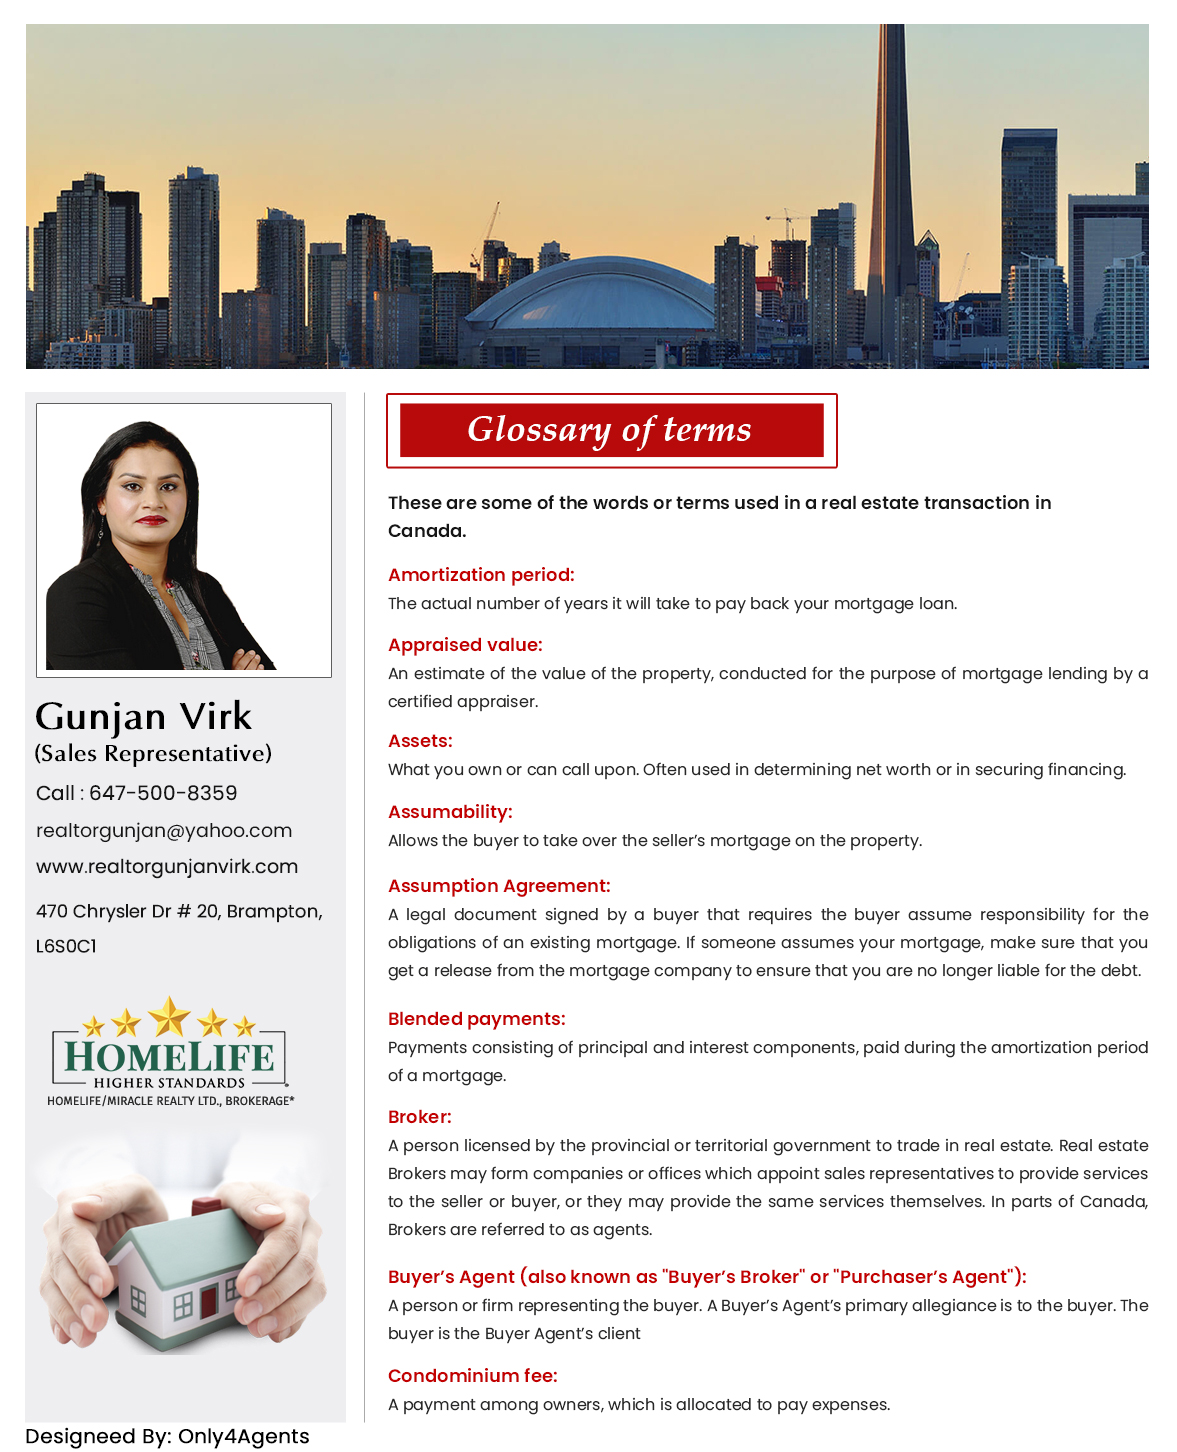 Gunjan Virk
(Sales Representative)
Call : 647-500-8359
realtorgunjan@yahoo.com
www.realtorgunjanvirk.com
470 Chrysler Dr # 20, Brampton,
L6S0C1
HOMELIFE
HIGHER STANDARDS
HOMELIFE/MIRACLE REALTY LTD., BROKERAGE*
Glossary of terms
These are some of the words or terms used in a real estate transaction in
Canada.
Amortization period:
The actual number of years it will take to pay back your mortgage loan.
Appraised value:
An estimate of the value of the property, conducted for the purpose of mortgage lending by a
certified appraiser.
Assets:
What you own or can call upon. Often used in determining net worth or in securing financing.
Assumability:
Allows the buyer to take over the seller’s mortgage on the property.
Assumption Agreement:
A legal document signed by a buyer that requires the buyer assume responsibility for the
obligations of an existing mortgage. If someone assumes your mortgage, make sure that you
get a release from the mortgage company to ensure that you are no longer liable for the debt.
Blended payments:
Payments consisting of principal and interest components, paid during the amortization period
of a mortgage.
Broker:
A person licensed by the provincial or territorial government to trade in real estate. Real estate
Brokers may form companies or offices which appoint sales representatives to provide services
to the seller or buyer, or they may provide the same services themselves. In parts of Canada,
Brokers are referred to as agents.
Buyer’s Agent (also known as "Buyer’s Broker" or "Purchaser’s Agent"):
A person or firm representing the buyer. A Buyer’s Agent’s primary allegiance is to the buyer. The
buyer is the Buyer Agent’s client
Condominium fee:
A payment among owners, which is allocated to pay expenses.
Designeed By: Only4Agents